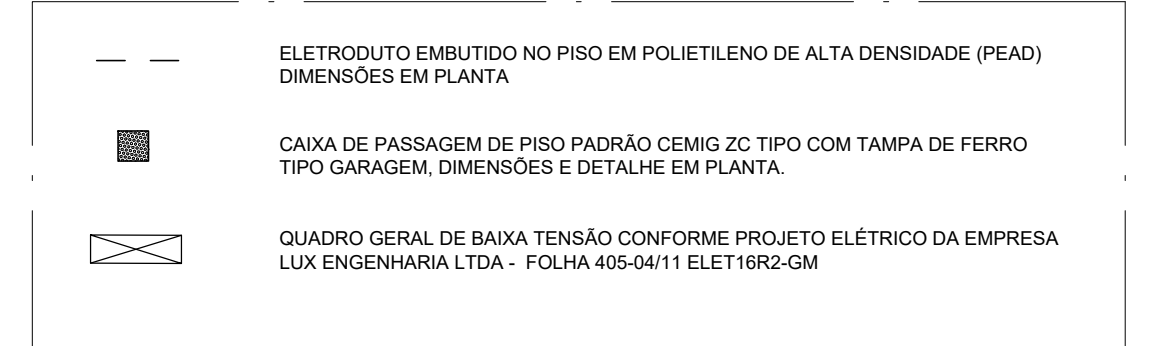 ELETRODUTO EMBUTIDO NO PISO EM POLIETILENO DE ALTA DENSIDADE (PEAD)
DIMENSÕES EM PLANTA
CAIXA DE PASSAGEM DE PISO PADRÃO CEMIG ZC TIPO COM TAMPA DE FERRO
TIPO GARAGEM, DIMENSÕES E DETALHE EM PLANTA.
QUADRO GERAL DE BAIXA TENSÃO CONFORME PROJETO ELÉTRICO DA EMPRESA
LUX ENGENHARIA LTDA - FOLHA 405-04/11 ELET16R2-GM